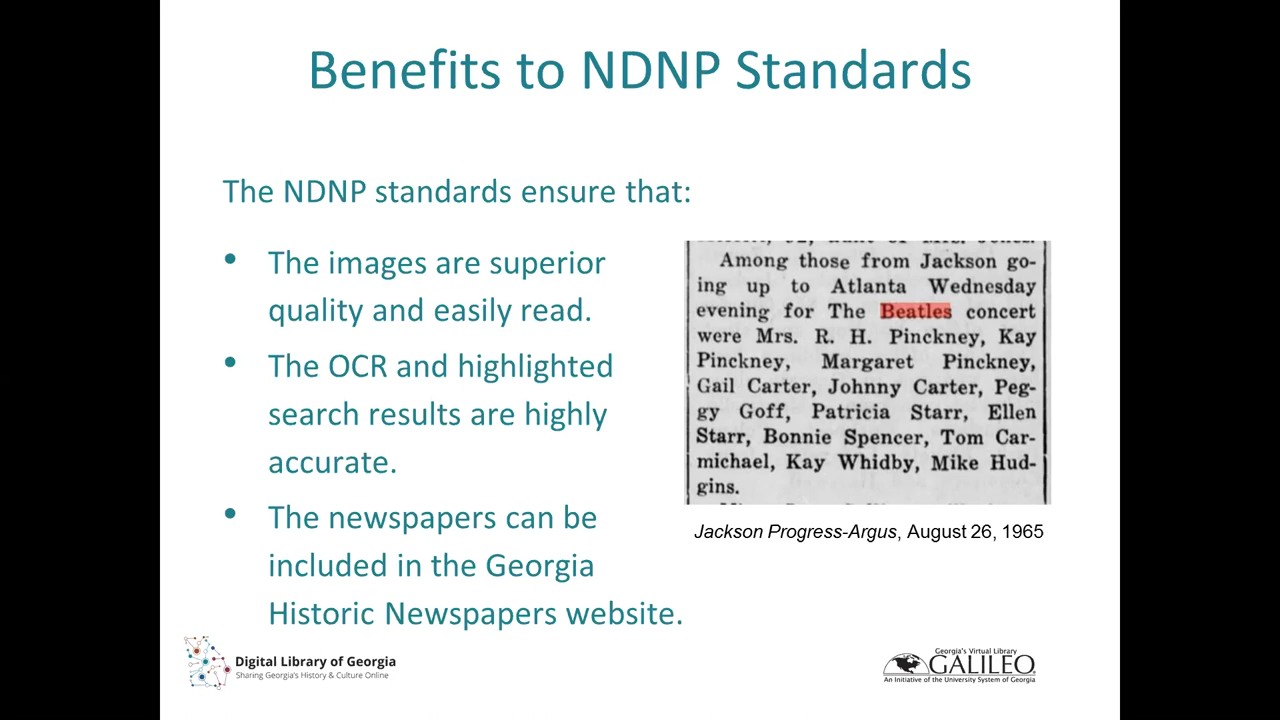 Benefits to NDNP Standards
The NDNP standards ensure that:
• The images are superior
quality and easily read.
• The OCR and highlighted
search results are highly
accurate.
• The newspapers can be
included in the Georgia
Historic Newspapers website.
Among those from Jackson go-
ing up to Atlanta Wednesday
evening for The Beatles concert
were Mrs. R. H. Pinckney, Kay
Pinckney, Margaret Pinckney,
Gail Carter, Johnny Carter, Peg-
gy Goff, Patricia Starr, Ellen
Starr, Bonnie Spencer, Tom Car-
michael, Kay Whidby, Mike Hud-
gins.
Jackson Progress-Argus, August 26, 1965
Digital Library of Georgia
Sharing Georgia's History & Culture Online
Georgia's Virtual Library
GALILEO
An Initiative of the University System of Georgia